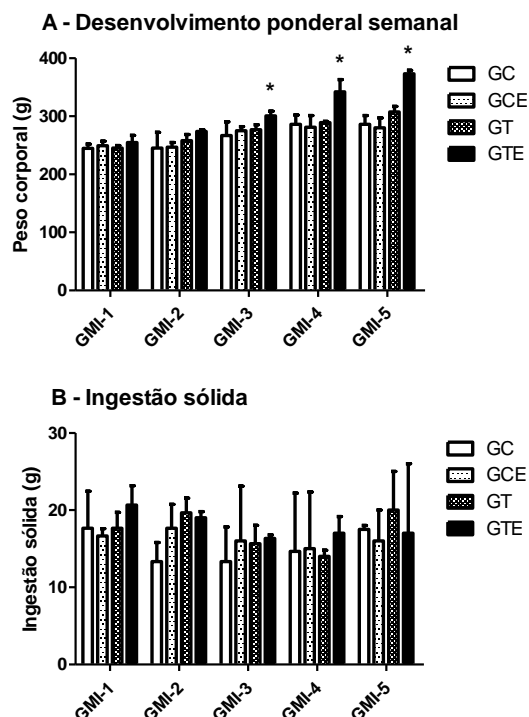 A - Desenvolvimento ponderal semanal
Peso corporal (g)
400
300
200
100
0
* * *
GC
GCE
GT
GTE
GMI-1 GMI-2 GMI-3 GMI-4 GMI-5
B - Ingestão sólida
Ingestão sólida (g)
30
20
10
0
GC
GCE
GT
GTE
GMI-1 GMI-2 GMI-3 GMI-4 GMI-5